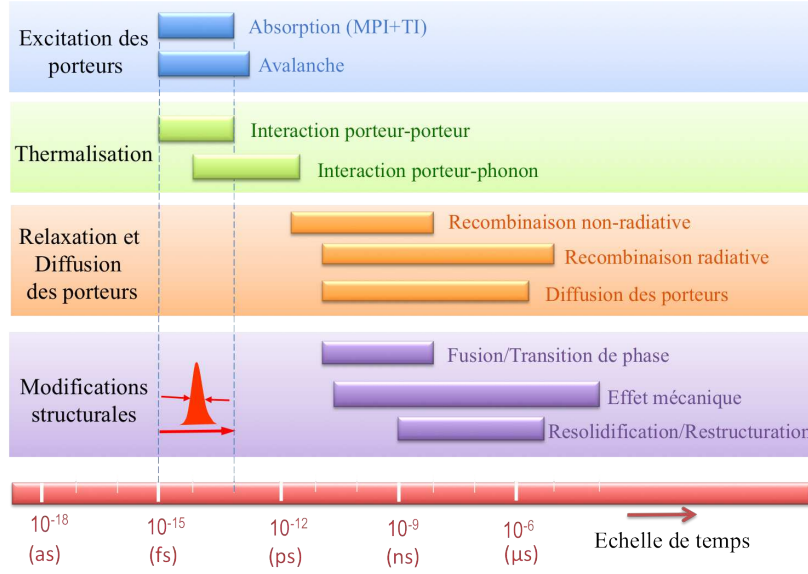 Excitation des
porteurs
Absorption (MPI+TI)
Avalanche
Thermalisation
Interaction porteur-porteur
Interaction porteur-phonon
Relaxation et
Diffusion
des porteurs
Recombinaison non-radiative
Recombinaison radiative
Diffusion des porteurs
Modifications
structurales
Fusion/Transition de phase
Effet mécanique
Resolidification/Restructuration
10⁻¹⁸ 10⁻¹⁵ 10⁻¹² 10⁻⁹ 10⁻⁶
(as) (fs) (ps) (ns) (µs)
Echelle de temps